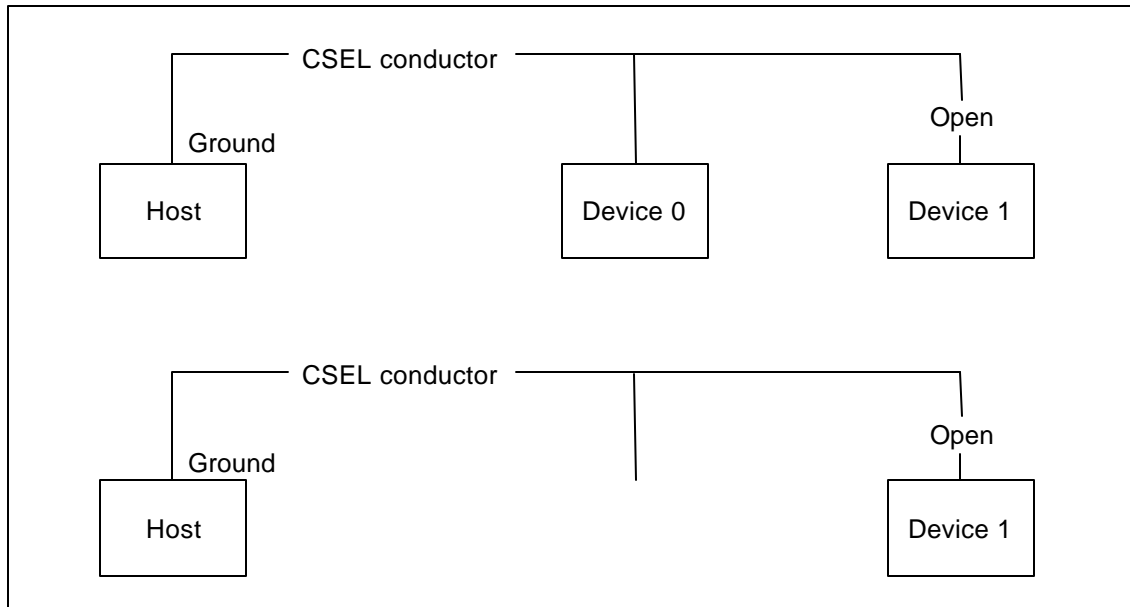 CSEL conductor
Open
Ground
Host
Device 0
Device 1
CSEL conductor
Open
Ground
Host
Device 1